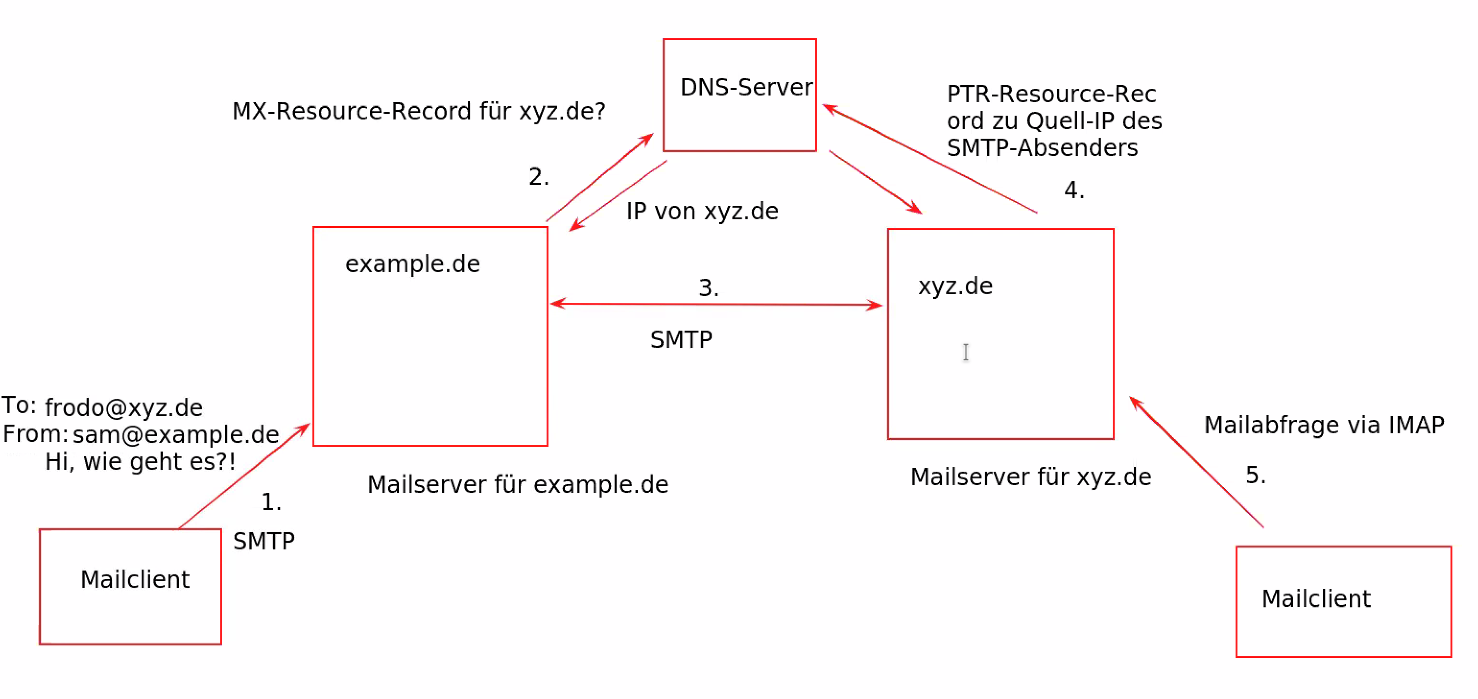 DNS-Server
MX-Resource-Record für xyz.de?
PTR-Resource-Rec
ord zu Quell-IP des
SMTP-Absenders
2.
4.
IP von xyz.de
example.de
xyz.de
3.
SMTP
To: frodo@xyz.de
From: sam@example.de
Hi, wie geht es?!
Mailabfrage via IMAP
5.
Mailserver für example.de
Mailserver für xyz.de
1.
SMTP
Mailclient
Mailclient